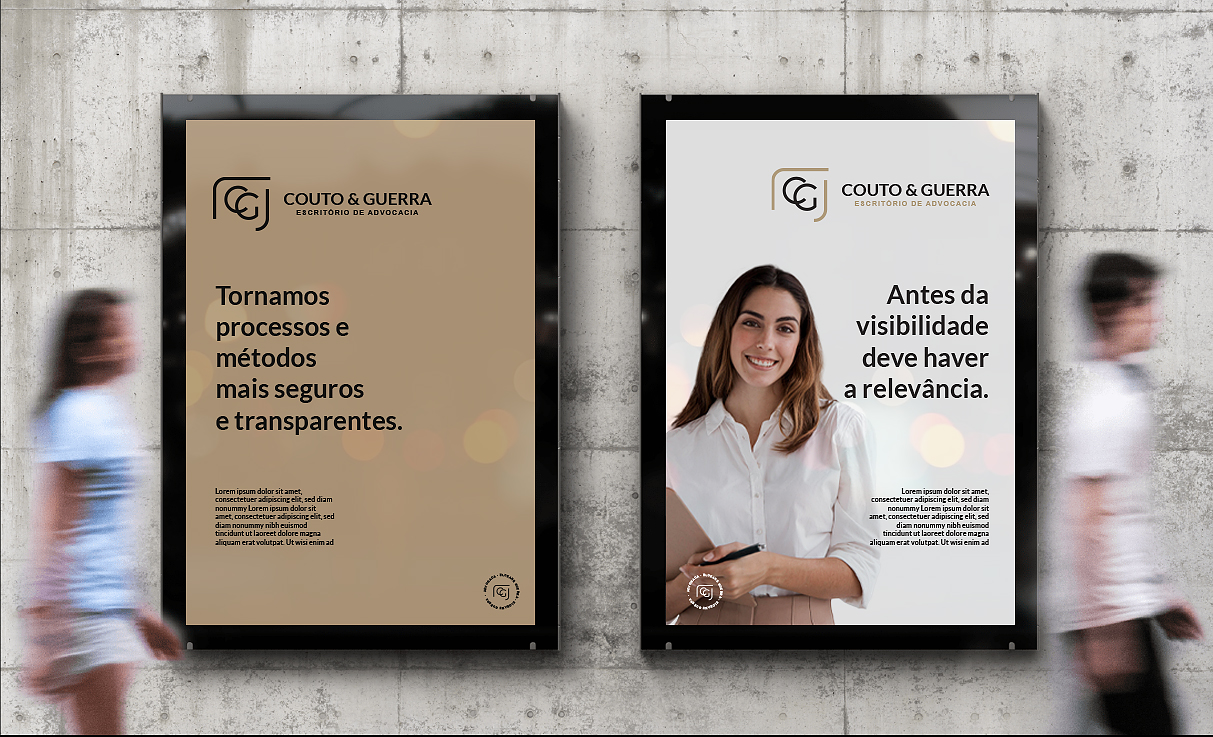 CG
COUTO & GUERRA
ESCRITÓRIO DE ADVOCACIA
Tornamos
processos e
métodos
mais seguros
e transparentes.
Lorem ipsum dolor sit amet,
consectetuer adipiscing elit, sed diam
nonummy Lorem ipsum dolor sit
amet, consectetuer adipiscing elit, sed
diam nonummy nibh euismod
tincidunt ut laoreet dolore magna
aliquam erat volutpat. Ut wisi enim ad
CG
CG
COUTO & GUERRA
ESCRITÓRIO DE ADVOCACIA
Antes da
visibilidade
deve haver
a relevância.
Lorem ipsum dolor sit amet,
consectetuer adipiscing elit, sed diam
nonummy Lorem ipsum dolor sit
amet, consectetuer adipiscing elit, sed
diam nonummy nibh euismod
tincidunt ut laoreet dolore magna
aliquam erat volutpat. Ut wisi enim ad
CG